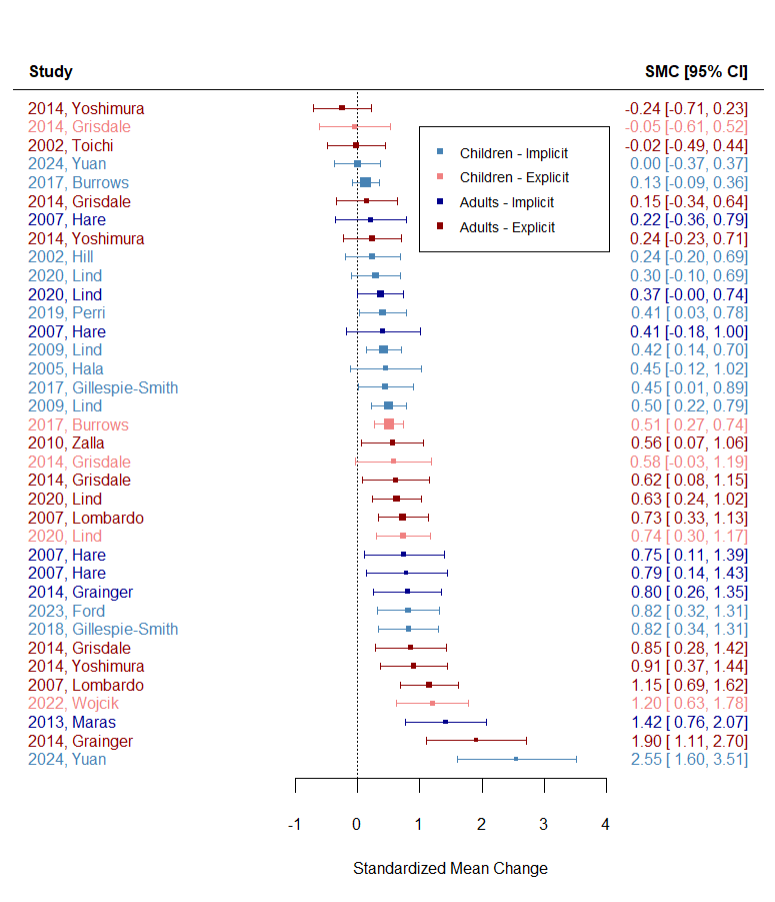 Study SMC [95% CI]
2014, Yoshimura -0.24 [-0.71, 0.23]
2014, Grisdale -0.05 [-0.61, 0.52]
2002, Toichi -0.02 [-0.49, 0.44]
2024, Yuan 0.00 [-0.37, 0.37]
2017, Burrows 0.13 [-0.09, 0.36]
2014, Grisdale 0.15 [-0.34, 0.64]
2007, Hare 0.22 [-0.36, 0.79]
2014, Yoshimura 0.24 [-0.23, 0.71]
2002, Hill 0.24 [-0.20, 0.69]
2020, Lind 0.30 [-0.10, 0.69]
2020, Lind 0.37 [-0.00, 0.74]
2019, Perri 0.41 [ 0.03, 0.78]
2007, Hare 0.41 [-0.18, 1.00]
2009, Lind 0.42 [ 0.14, 0.70]
2005, Hala 0.45 [-0.12, 1.02]
2017, Gillespie-Smith 0.45 [ 0.01, 0.89]
2009, Lind 0.50 [ 0.22, 0.79]
2017, Burrows 0.51 [ 0.27, 0.74]
2010, Zalla 0.56 [ 0.07, 1.06]
2014, Grisdale 0.58 [-0.03, 1.19]
2014, Grisdale 0.62 [ 0.08, 1.15]
2020, Lind 0.63 [ 0.24, 1.02]
2007, Lombardo 0.73 [ 0.33, 1.13]
2020, Lind 0.74 [ 0.30, 1.17]
2007, Hare 0.75 [ 0.11, 1.39]
2007, Hare 0.79 [ 0.14, 1.43]
2014, Grainger 0.80 [ 0.26, 1.35]
2023, Ford 0.82 [ 0.32, 1.31]
2018, Gillespie-Smith 0.82 [ 0.34, 1.31]
2014, Grisdale 0.85 [ 0.28, 1.42]
2014, Yoshimura 0.91 [ 0.37, 1.44]
2007, Lombardo 1.15 [ 0.69, 1.62]
2022, Wojcik 1.20 [ 0.63, 1.78]
2013, Maras 1.42 [ 0.76, 2.07]
2014, Grainger 1.90 [ 1.11, 2.70]
2024, Yuan 2.55 [ 1.60, 3.51]
Children - Implicit
Children - Explicit
Adults - Implicit
Adults - Explicit
-1 0 1 2 3 4
Standardized Mean Change